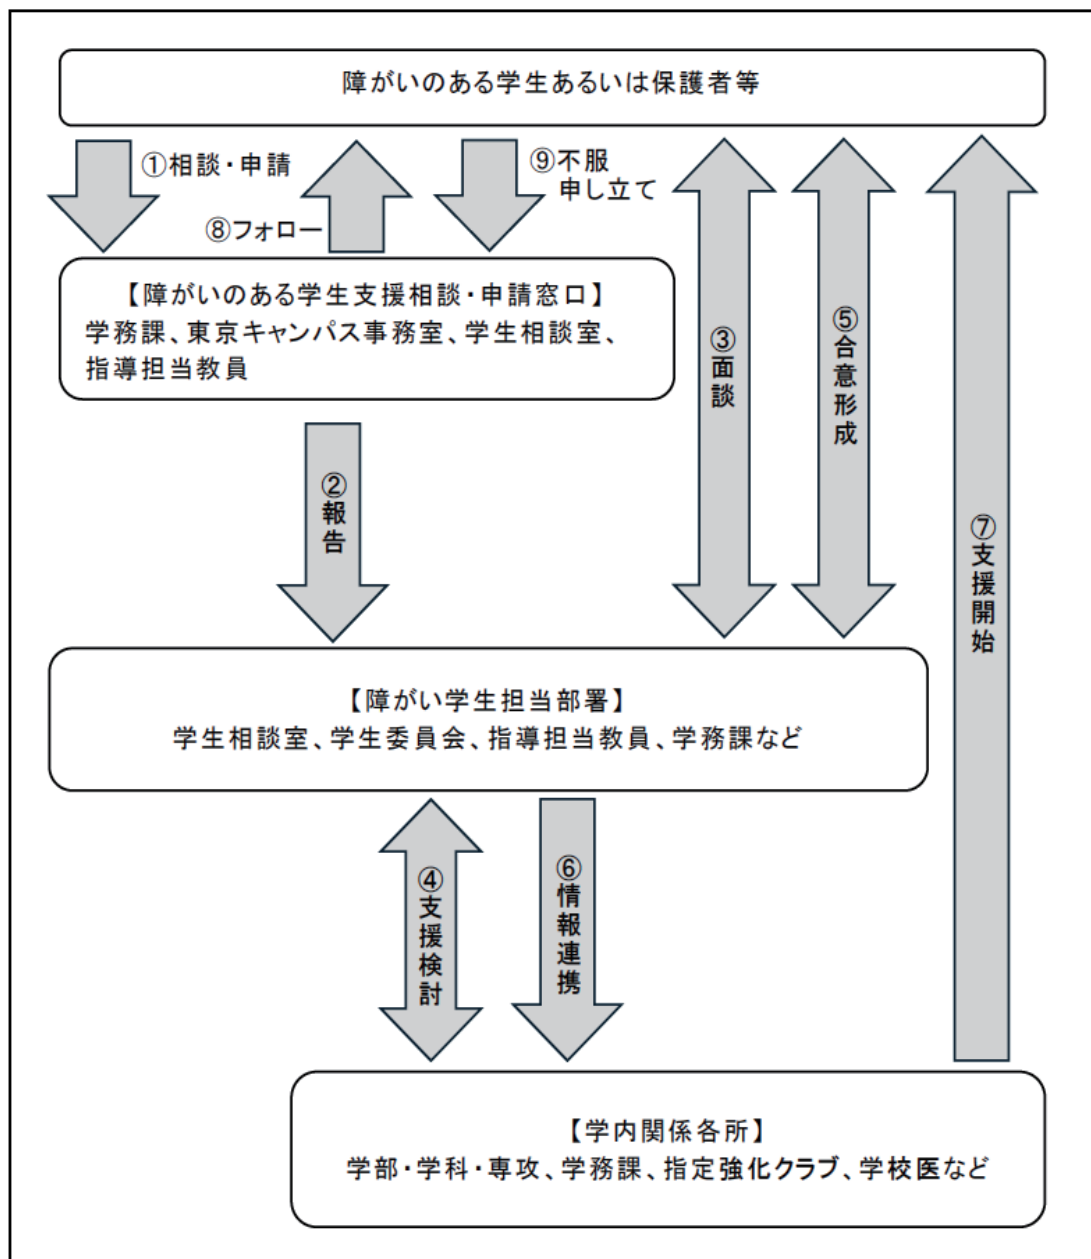 障がいのある学生あるいは保護者等
①相談・申請
⑧フォロー
⑨不服
申し立て
【障がいのある学生支援相談・申請窓口】
学務課、東京キャンパス事務室、学生相談室、
指導担当教員
②報告
③面談
⑤合意形成
⑦支援開始
【障がい学生担当部署】
学生相談室、学生委員会、指導担当教員、学務課など
④支援検討
⑥情報連携
【学内関係各所】
学部・学科・専攻、学務課、指定強化クラブ、学校医など